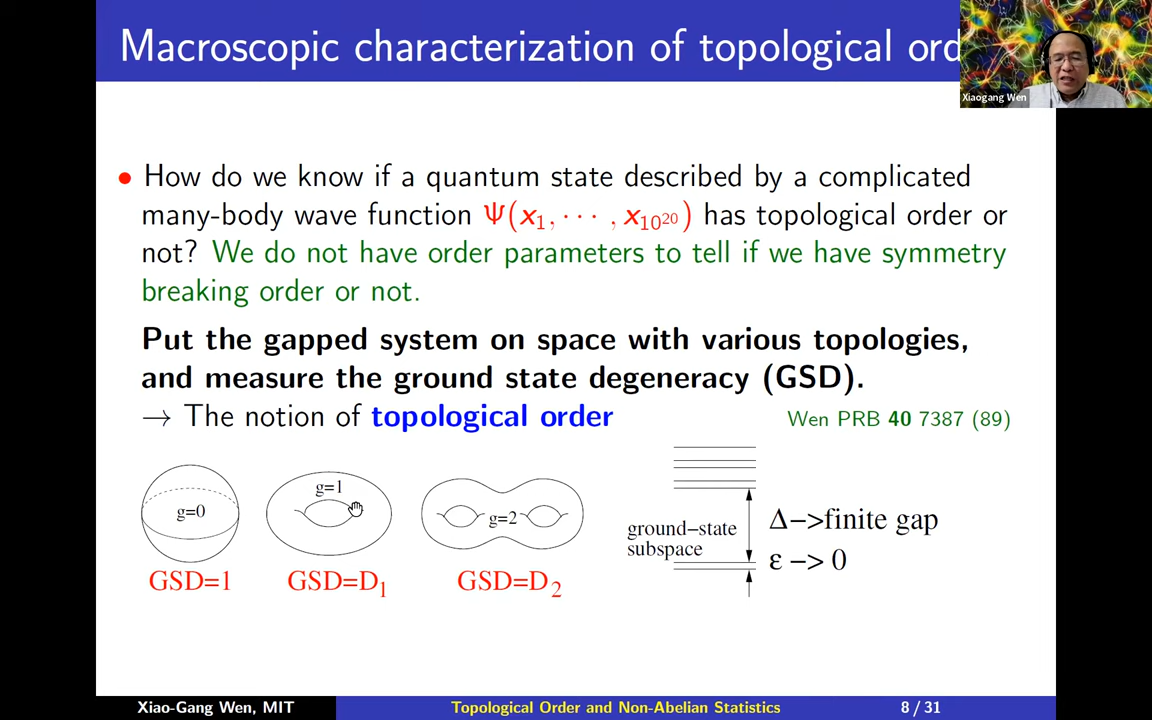 Macroscopic characterization of topological ord
Xiaogang Wen
• How do we know if a quantum state described by a complicated
many-body wave function Ψ(x₁, ··· , x₁₀²⁰) has topological order or
not? We do not have order parameters to tell if we have symmetry
breaking order or not.
Put the gapped system on space with various topologies,
and measure the ground state degeneracy (GSD).
→ The notion of topological order
Wen PRB 40 7387 (89)
g=0
g=1
g=2
GSD=1
GSD=D₁
GSD=D₂
ground–state
subspace
Δ–>finite gap
ε –> 0
Xiao-Gang Wen, MIT
Topological Order and Non-Abelian Statistics
8 / 31